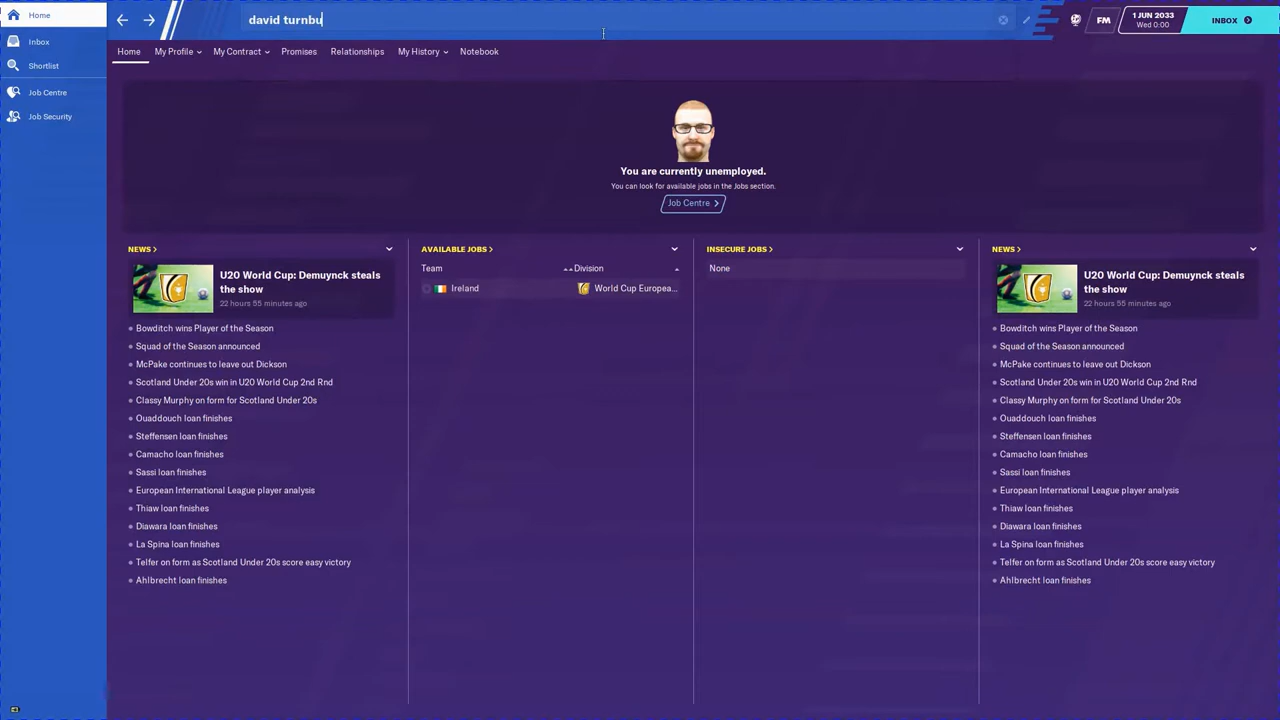 Home
Inbox
Shortlist
Job Centre
Job Security
david turnbu
FM
1 JUN 2033
Wed 0:00
INBOX
Home
My Profile
My Contract
Promises
Relationships
My History
Notebook
You are currently unemployed.
You can look for available jobs in the Jobs section.
Job Centre
NEWS
U20 World Cup: Demuynck steals
the show
22 hours 55 minutes ago
Bowditch wins Player of the Season
Squad of the Season announced
McPake continues to leave out Dickson
Scotland Under 20s win in U20 World Cup 2nd Rnd
Classy Murphy on form for Scotland Under 20s
Ouaddouch loan finishes
Steffensen loan finishes
Camacho loan finishes
Sassi loan finishes
European International League player analysis
Thiaw loan finishes
Diawara loan finishes
La Spina loan finishes
Telfer on form as Scotland Under 20s score easy victory
Ahlbrecht loan finishes
AVAILABLE JOBS
Team Division
Ireland World Cup Europea...
INSECURE JOBS
None
NEWS
U20 World Cup: Demuynck steals
the show
22 hours 55 minutes ago
Bowditch wins Player of the Season
Squad of the Season announced
McPake continues to leave out Dickson
Scotland Under 20s win in U20 World Cup 2nd Rnd
Classy Murphy on form for Scotland Under 20s
Ouaddouch loan finishes
Steffensen loan finishes
Camacho loan finishes
Sassi loan finishes
European International League player analysis
Thiaw loan finishes
Diawara loan finishes
La Spina loan finishes
Telfer on form as Scotland Under 20s score easy victory
Ahlbrecht loan finishes